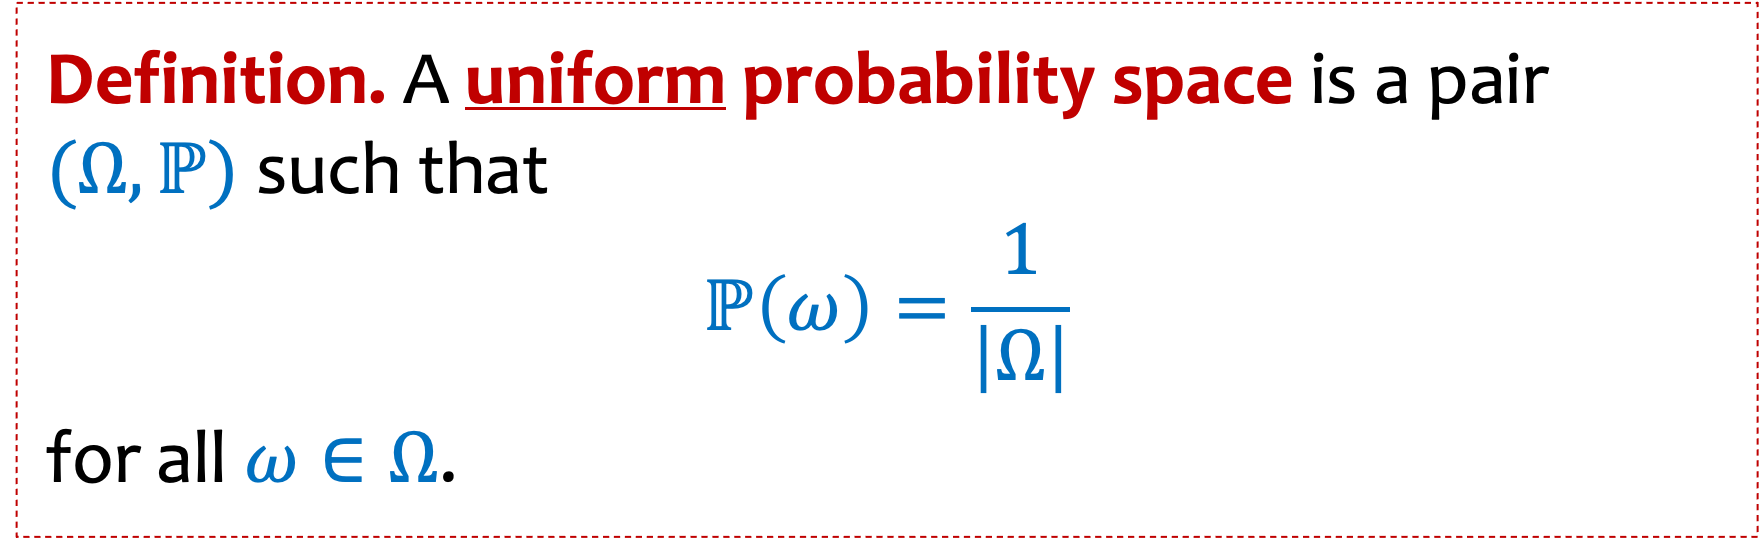 Definition. A uniform probability space is a pair
(Ω, ℙ) such that
ℙ(ω) = 1/|Ω|
for all ω ∈ Ω.